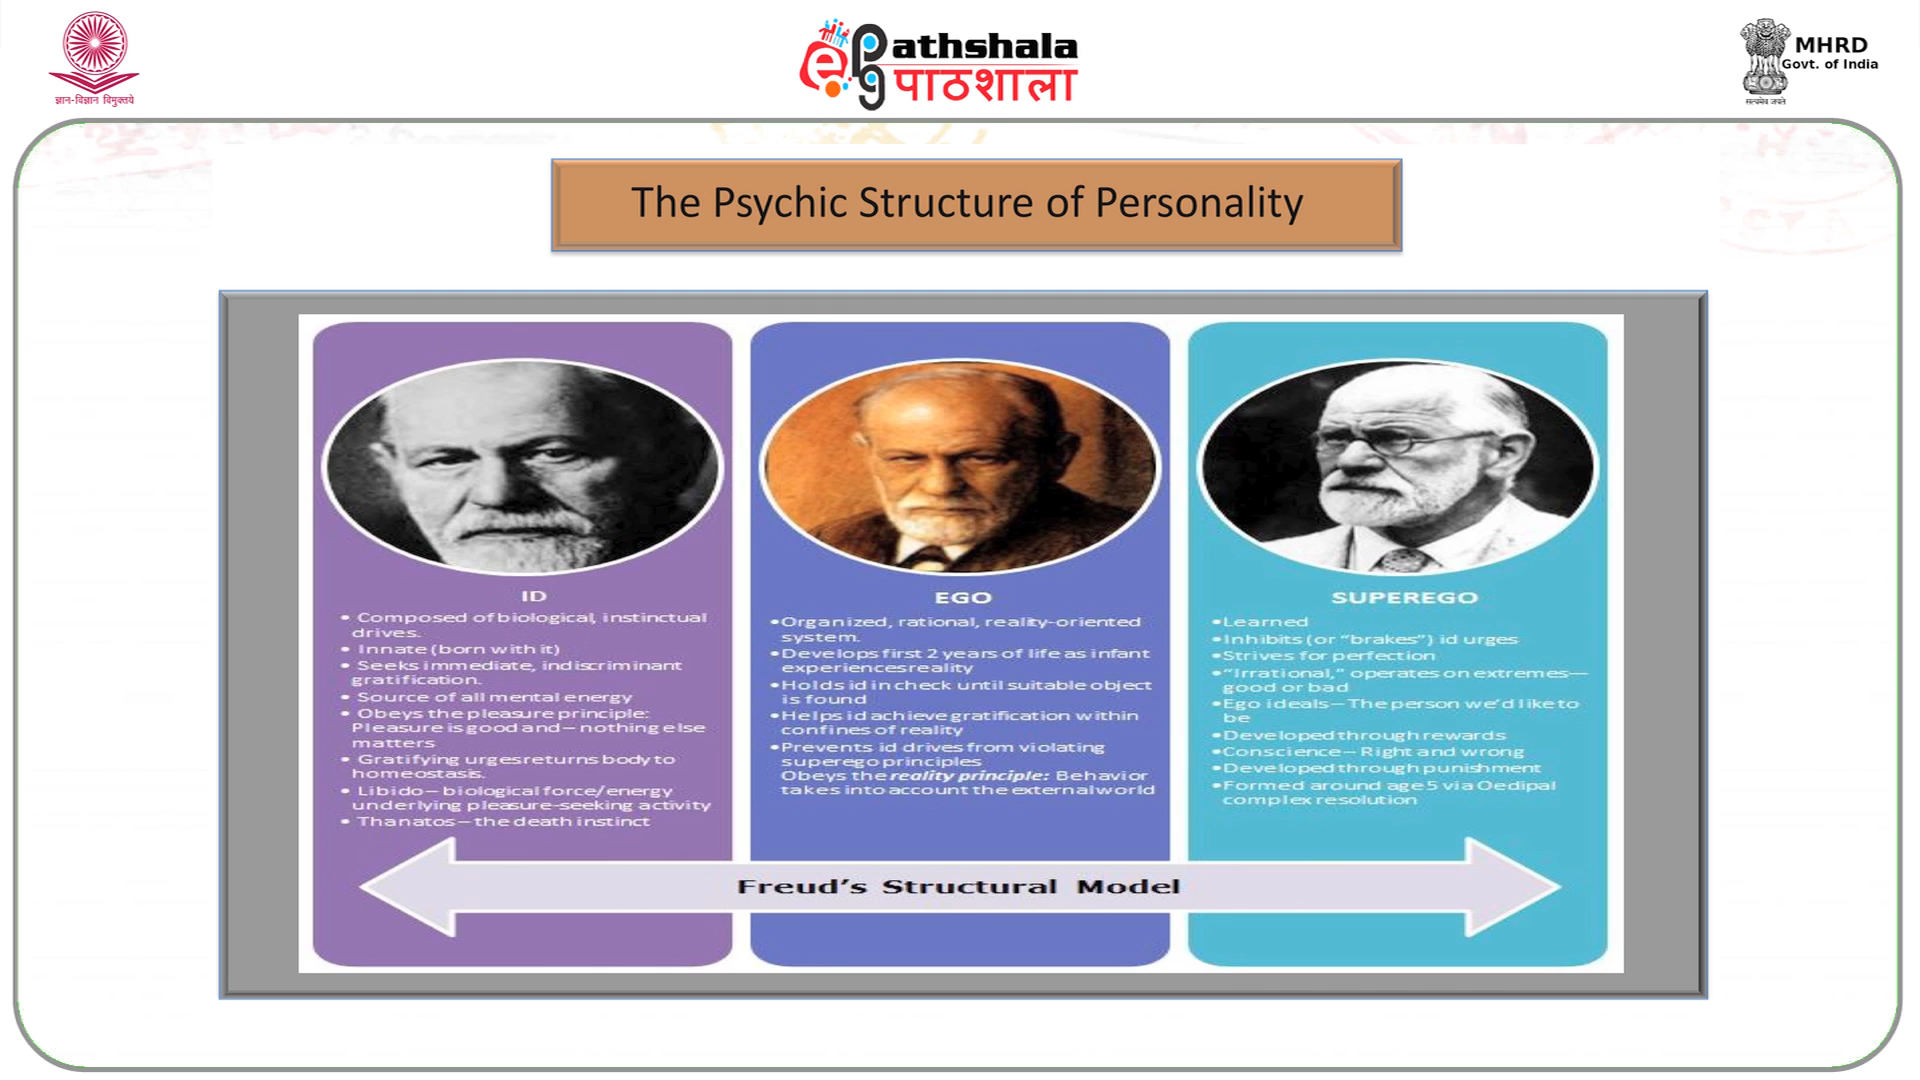 ज्ञान-विज्ञान विमुक्तये
e
pg
athshala
पाठशाला
MHRD
Govt. of India
सत्यमेव जयते
The Psychic Structure of Personality
ID
• Composed of biological, instinctual
drives.
• Innate (born with it)
• Seeks immediate, indiscriminant
gratification.
• Source of all mental energy
• Obeys the pleasure principle:
Pleasure is good and – nothing else
matters
• Gratifying urges returns body to
homeostasis.
• Libido – biological force/energy
underlying pleasure-seeking activity
• Thanatos – the death instinct
EGO
•Organized, rational, reality-oriented
system.
•Develops first 2 years of life as infant
experiences reality
•Holds id in check until suitable object
is found
•Helps id achieve gratification within
confines of reality
•Prevents id drives from violating
superego principles
Obeys the reality principle: Behavior
takes into account the external world
SUPEREGO
•Learned
•Inhibits (or “brakes”) id urges
•Strives for perfection
•“Irrational,” operates on extremes—
good or bad
•Ego ideals – The person we’d like to
be
•Developed through rewards
•Conscience – Right and wrong
•Developed through punishment
•Formed around age 5 via Oedipal
complex resolution
Freud’s Structural Model